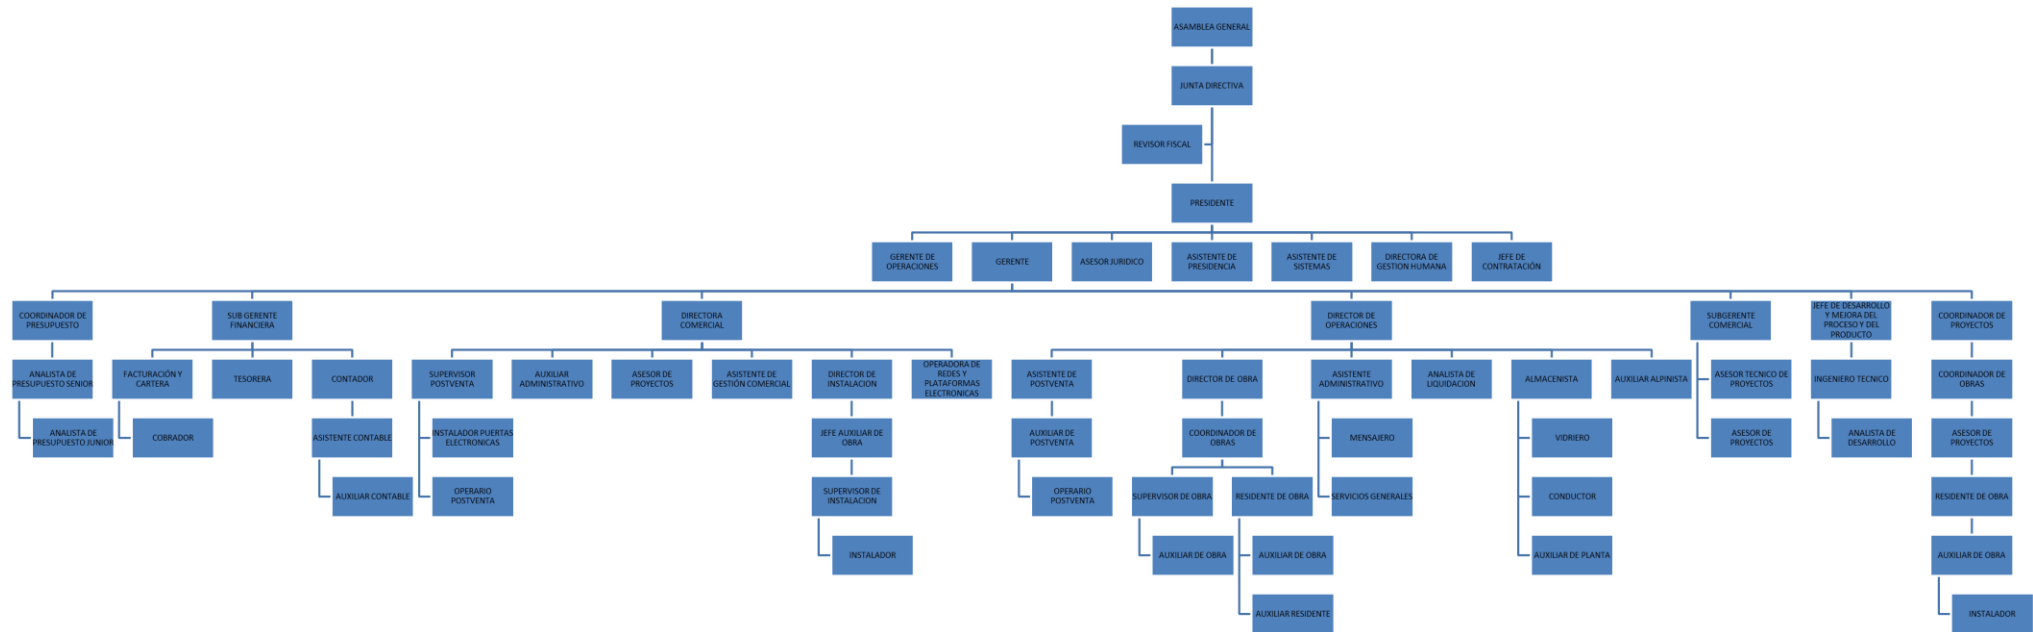 ASAMBLEA GENERAL
JUNTA DIRECTIVA
REVISOR FISCAL
PRESIDENTE
GERENTE DE
OPERACIONES
GERENTE
ASESOR JURIDICO
ASISTENTE DE
PRESIDENCIA
ASISTENTE DE
SISTEMAS
DIRECTORA DE
GESTION HUMANA
JEFE DE
CONTRATACIÓN
COORDINADOR DE
PRESUPUESTO
SUB GERENTE
FINANCIERA
DIRECTORA
COMERCIAL
DIRECTOR DE
OPERACIONES
SUBGERENTE
COMERCIAL
JEFE DE DESARROLLO
Y MEJORA DEL
PROCESO Y DEL
PRODUCTO
COORDINADOR DE
PROYECTOS
ANALISTA DE
PRESUPUESTO SENIOR
FACTURACIÓN Y
CARTERA
TESORERA
CONTADOR
SUPERVISOR
POSTVENTA
AUXILIAR
ADMINISTRATIVO
ASESOR DE
PROYECTOS
ASISTENTE DE
GESTIÓN COMERCIAL
DIRECTOR DE
INSTALACION
OPERADORA DE
REDES Y
PLATAFORMAS
ELECTRONICAS
ASISTENTE DE
POSTVENTA
DIRECTOR DE OBRA
ASISTENTE
ADMINISTRATIVO
ANALISTA DE
LIQUIDACION
ALMACENISTA
AUXILIAR ALPINISTA
ASESOR TECNICO DE
PROYECTOS
INGENIERO TECNICO
COORDINADOR DE
OBRAS
ANALISTA DE
PRESUPUESTO JUNIOR
COBRADOR
ASISTENTE CONTABLE
INSTALADOR PUERTAS
ELECTRONICAS
JEFE AUXILIAR DE
OBRA
AUXILIAR DE
POSTVENTA
COORDINADOR DE
OBRAS
MENSAJERO
VIDRIERO
ASESOR DE
PROYECTOS
ANALISTA DE
DESARROLLO
ASESOR DE
PROYECTOS
AUXILIAR CONTABLE
OPERARIO
POSTVENTA
SUPERVISOR DE
INSTALACION
OPERARIO
POSTVENTA
SUPERVISOR DE OBRA
RESIDENTE DE OBRA
SERVICIOS GENERALES
CONDUCTOR
RESIDENTE DE OBRA
INSTALADOR
AUXILIAR DE OBRA
AUXILIAR DE OBRA
AUXILIAR DE PLANTA
AUXILIAR DE OBRA
AUXILIAR RESIDENTE
INSTALADOR